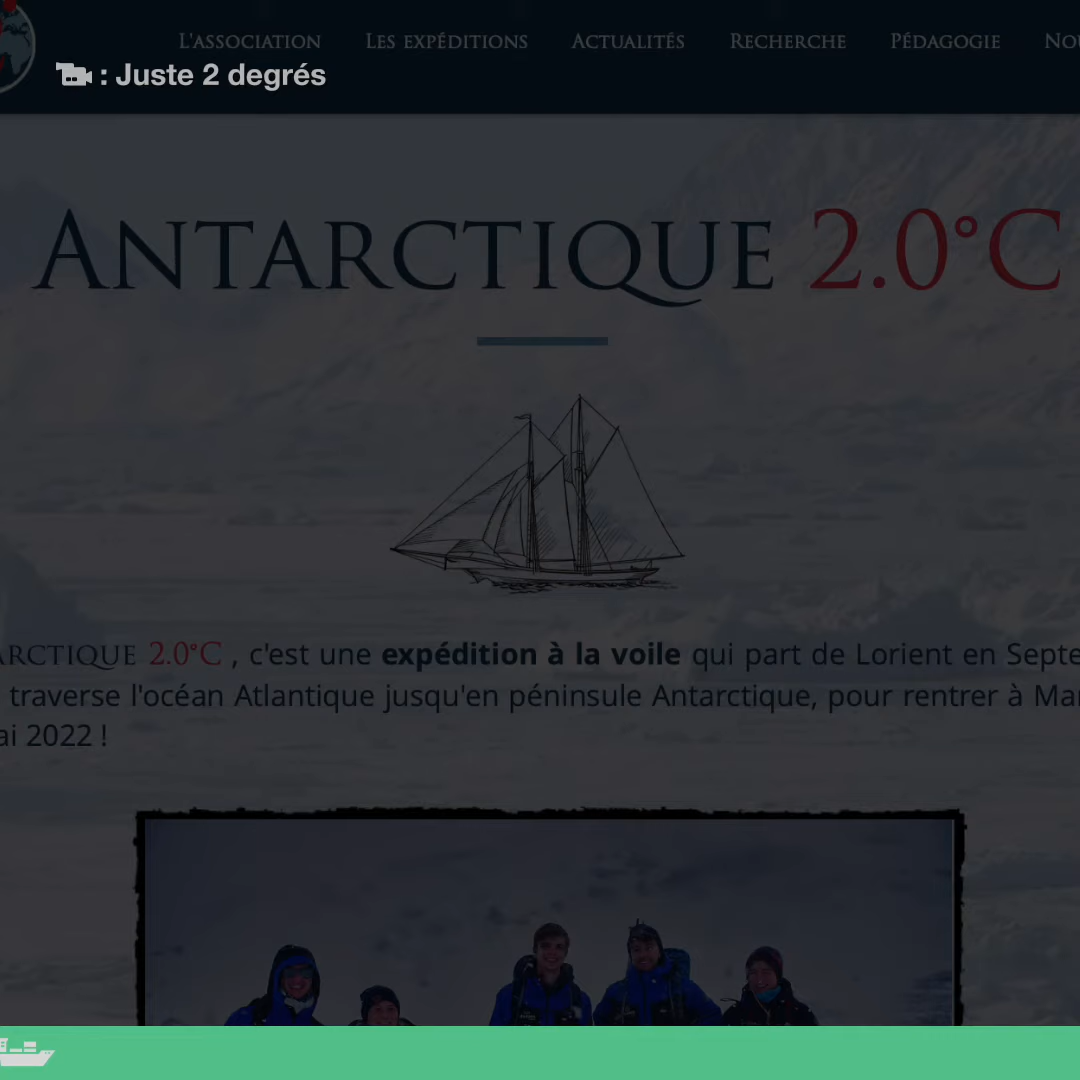 L'association Les expéditions Actualités Recherche Pédagogie
: Juste 2 degrés
Antarctique 2.0°C
2.0°C , c'est une expédition à la voile qui part de Lorient en
traverse l'océan Atlantique jusqu'en péninsule Antarctique, pour rentrer à
2022 !